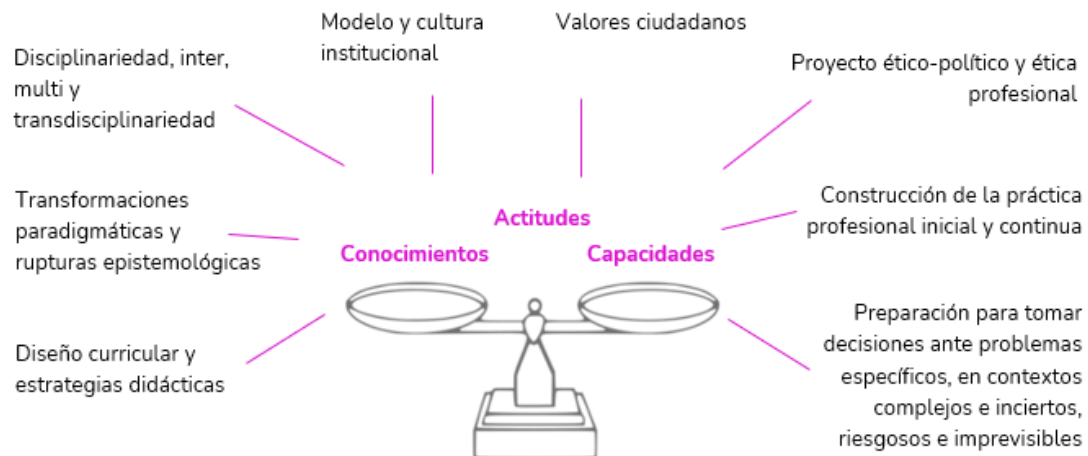 Modelo y cultura
institucional
Valores ciudadanos
Disciplinariedad, inter,
multi y
transdisciplinariedad
Proyecto ético-político y ética
profesional
Transformaciones
paradigmáticas y
rupturas epistemológicas
Construcción de la práctica
profesional inicial y continua
Actitudes
Conocimientos
Capacidades
Diseño curricular y
estrategias didácticas
Preparación para tomar
decisiones ante problemas
específicos, en contextos
complejos e inciertos,
riesgosos e imprevisibles